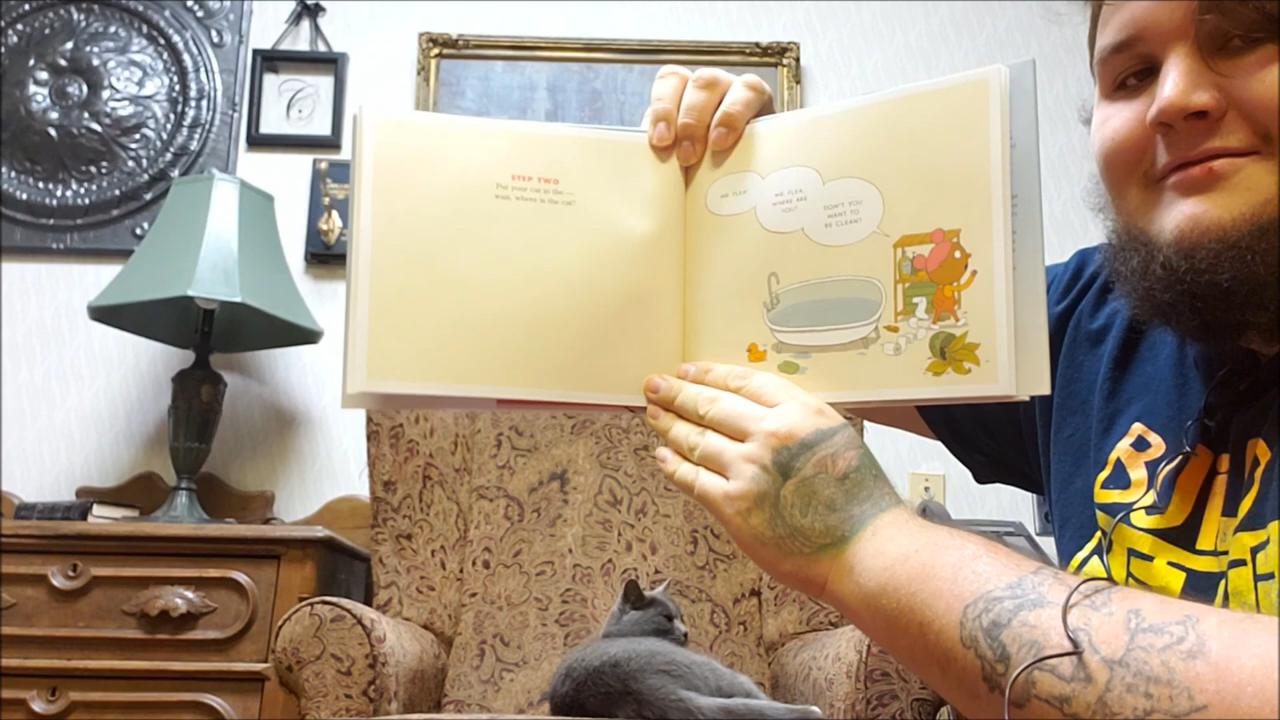 STEP TWO
Put your cat in the—
wait, where is the cat?
MR. FLEA?
MR. FLEA,
WHERE ARE
YOU?
DON'T YOU
WANT TO
BE CLEAN?
C